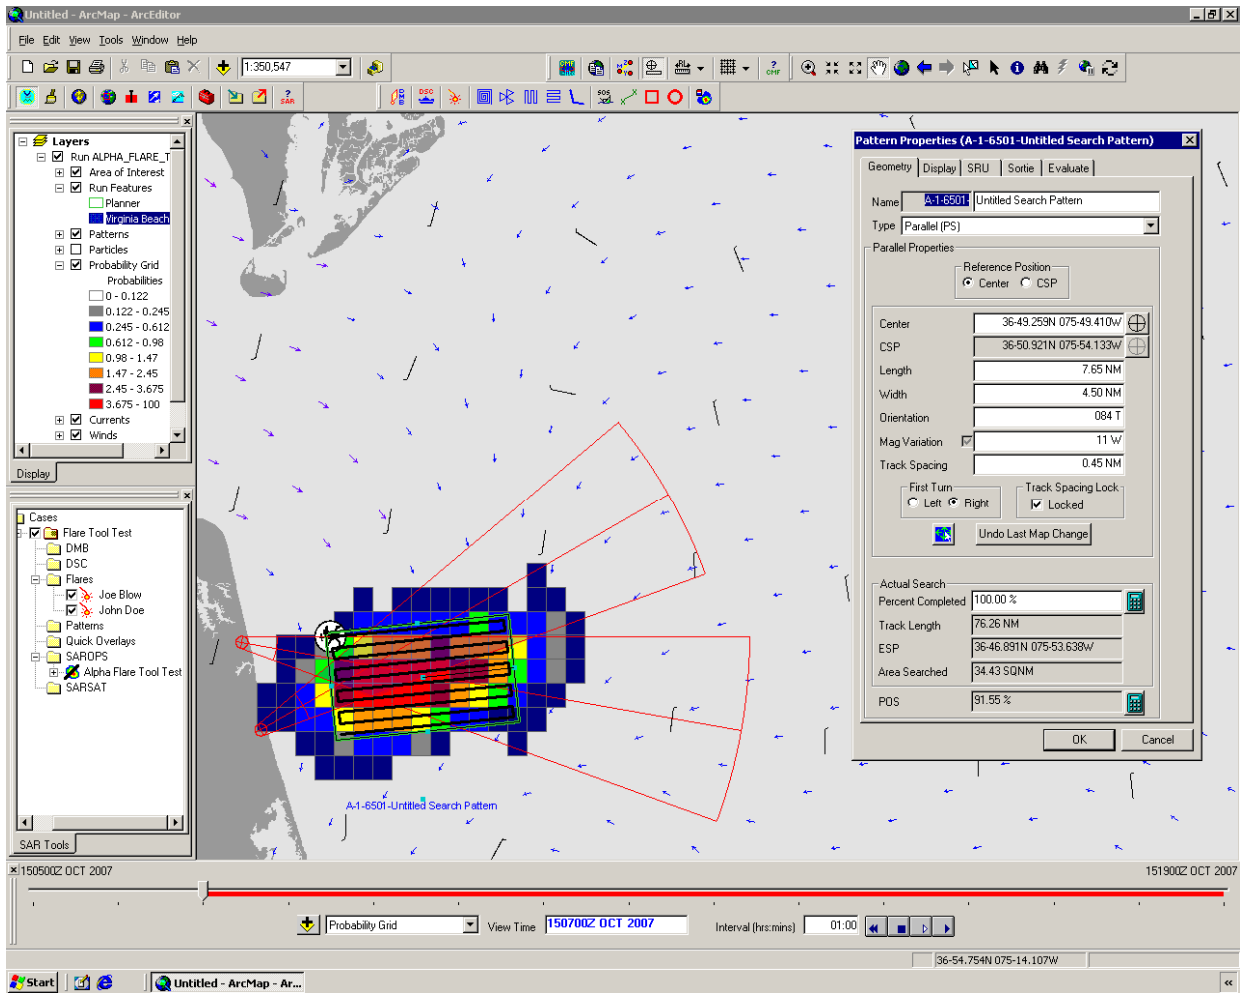 Untitled - ArcMap - ArcEditor
File Edit View Tools Window Help
1:350,547
? CMF
DMB
DSC
SOS
? SAR
Layers
Run ALPHA_FLARE_T
Area of Interest
Run Features
Planner
Virginia Beach
Patterns
Particles
Probability Grid
Probabilities
0 - 0.122
0.122 - 0.245
0.245 - 0.612
0.612 - 0.98
0.98 - 1.47
1.47 - 2.45
2.45 - 3.675
3.675 - 100
Currents
Winds
Display
Cases
Flare Tool Test
DMB
DSC
Flares
Joe Blow
John Doe
Patterns
Quick Overlays
SAROPS
Alpha Flare Tool Test
SARSAT
SAR Tools
A-1-6501-Untitled Search Pattern
Pattern Properties (A-1-6501-Untitled Search Pattern)
Geometry Display SRU Sortie Evaluate
Name A-1-6501- Untitled Search Pattern
Type Parallel (PS)
Parallel Properties
Reference Position
Center CSP
Center 36-49.259N 075-49.410W
CSP 36-50.921N 075-54.133W
Length 7.65 NM
Width 4.50 NM
Orientation 084 T
Mag Variation 11 W
Track Spacing 0.45 NM
First Turn Track Spacing Lock
Left Right Locked
Undo Last Map Change
Actual Search
Percent Completed 100.00 %
Track Length 76.26 NM
ESP 36-46.891N 075-53.638W
Area Searched 34.43 SQNM
POS 91.55 %
OK Cancel
150500Z OCT 2007 151900Z OCT 2007
Probability Grid View Time 150700Z OCT 2007 Interval (hrs:mins) 01:00
36-54.754N 075-14.107W
Start Untitled - ArcMap - Ar...